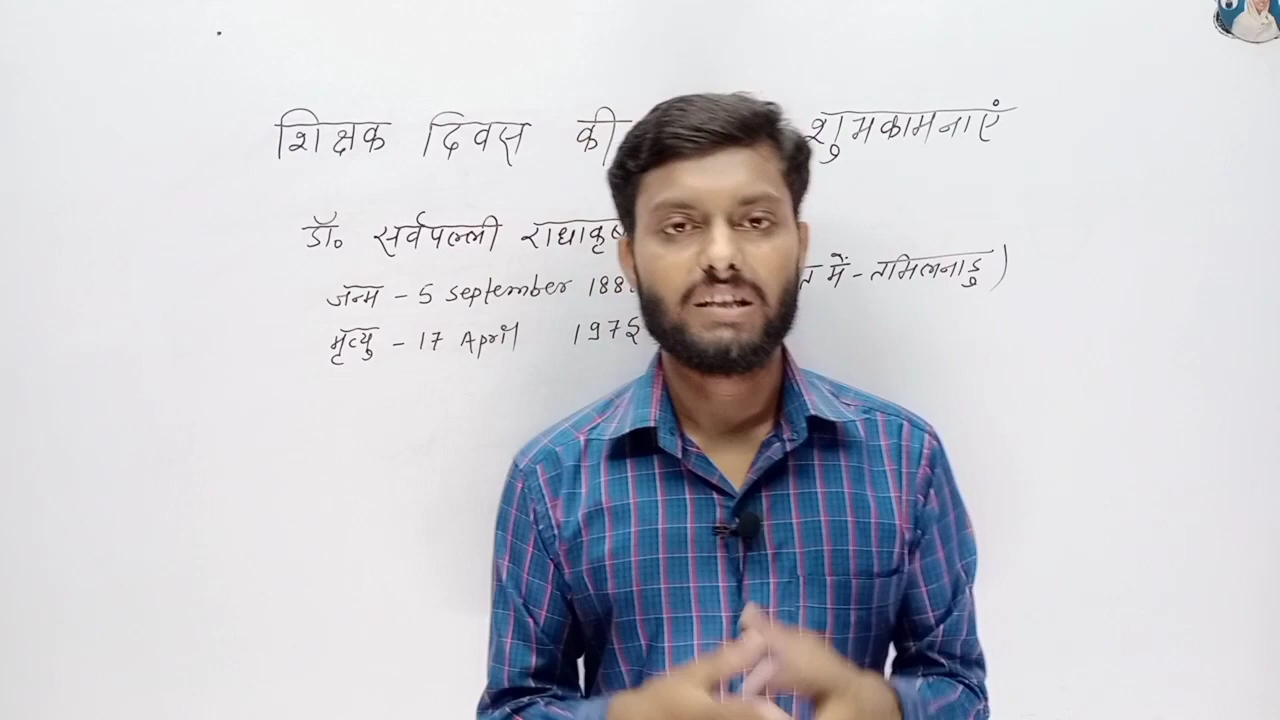 शिक्षक दिवस की शुभकामनाएं
डॉ० सर्वपल्ली
जन्म - 5 september में - तमिलनाडु )
मृत्यु - 17 April 1975